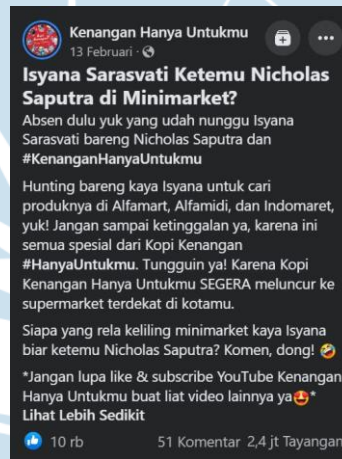 Kenangan Hanya Untukmu
13 Februari ·
Isyana Sarasvati Ketemu Nicholas
Saputra di Minimarket?
Absen dulu yuk yang udah nunggu Isyana
Sarasvati bareng Nicholas Saputra dan
#KenanganHanyaUntukmu
Hunting bareng kaya Isyana untuk cari
produknya di Alfamart, Alfamidi, dan Indomaret,
yuk! Jangan sampai ketinggalan ya, karena ini
semua spesial dari Kopi Kenangan
#HanyaUntukmu. Tungguin ya! Karena Kopi
Kenangan Hanya Untukmu SEGERA meluncur ke
supermarket terdekat di kotamu.
Siapa yang rela keliling minimarket kaya Isyana
biar ketemu Nicholas Saputra? Komen, dong! 🤣
*Jangan lupa like & subscribe YouTube Kenangan
Hanya Untukmu buat liat video lainnya ya🤩*
Lihat Lebih Sedikit
10 rb 51 Komentar 2,4 jt Tayangan